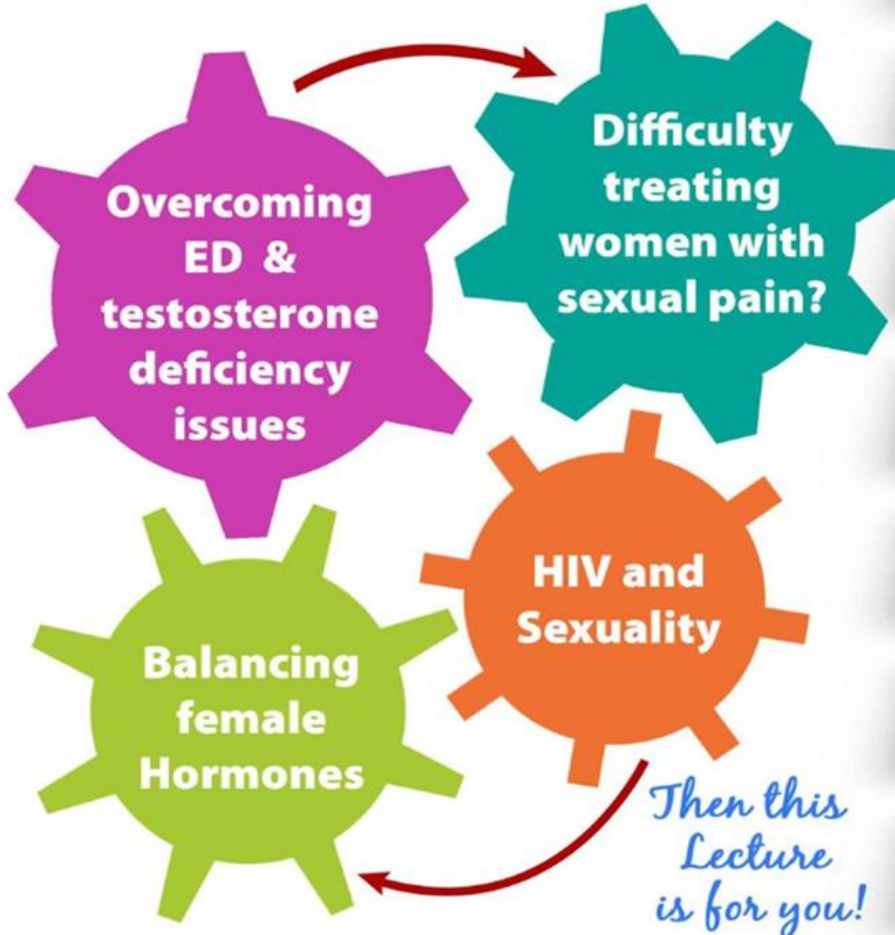 Overcoming
ED &
testosterone
deficiency
issues
Difficulty
treating
women with
sexual pain?
HIV and
Sexuality
Balancing
female
Hormones
Then this
Lecture
is for you!